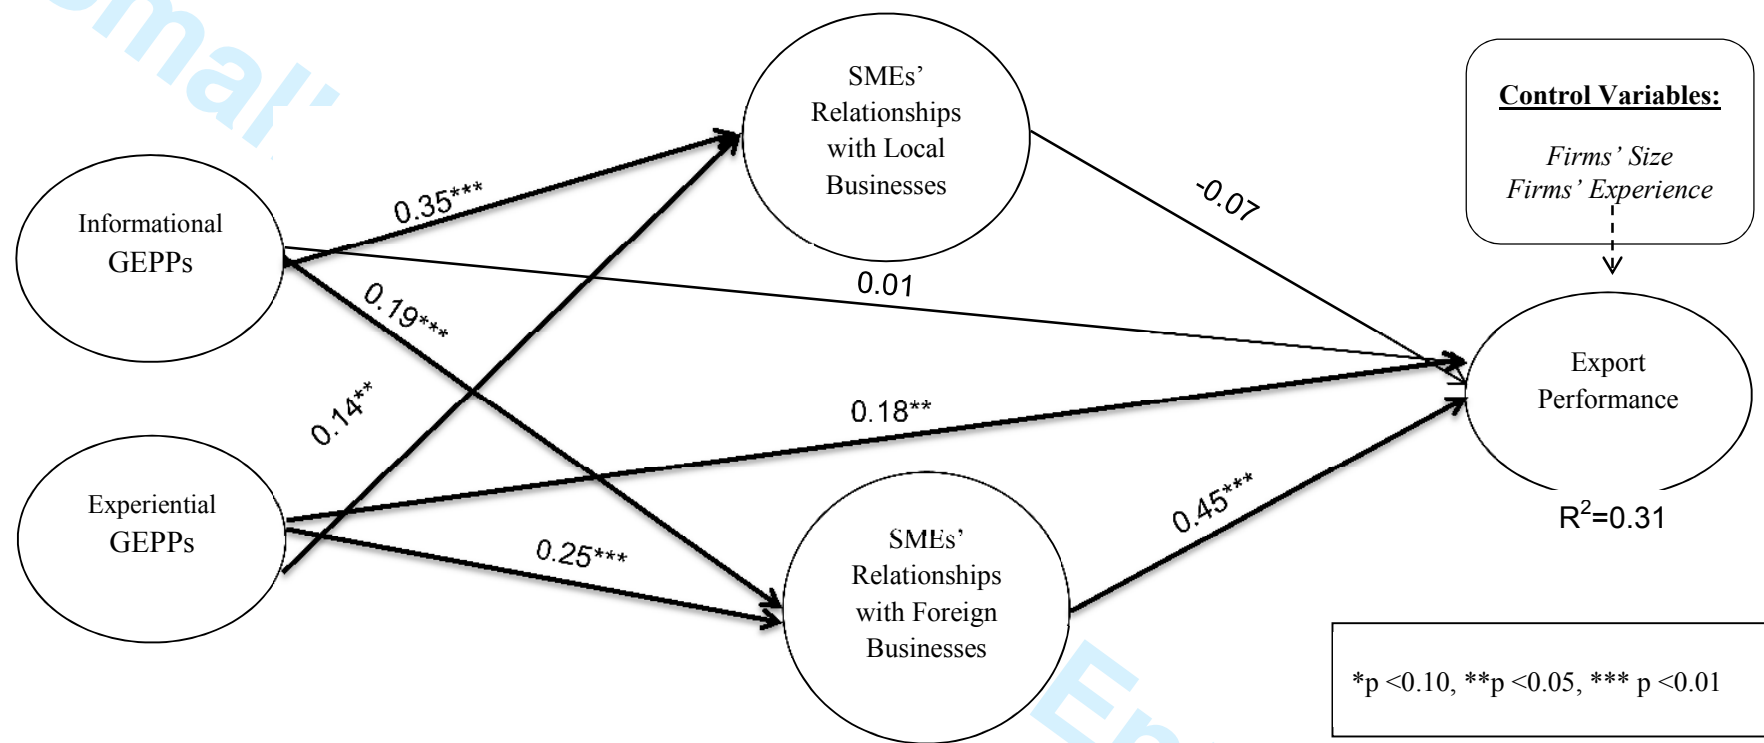 SMEs'
Relationships
with Local
Businesses
Control Variables:
Firms' Size
Firms' Experience
Informational
GEPPs
0.35***
-0.07
0.01
0.19***
Export
Performance
0.14**
0.18**
Experiential
GEPPs
0.45***
R²=0.31
0.25***
SMEs'
Relationships
with Foreign
Businesses
*p <0.10, **p <0.05, *** p <0.01